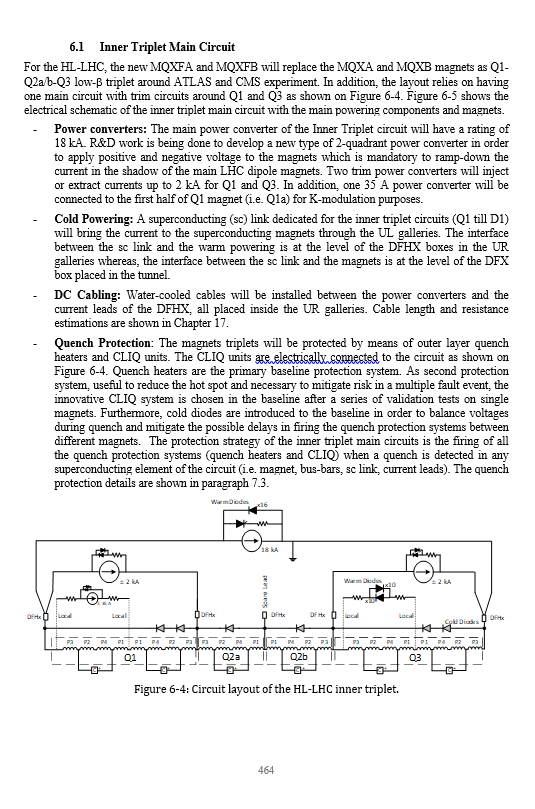 6.1 Inner Triplet Main Circuit
For the HL-LHC, the new MQXFA and MQXFB will replace the MQXA and MQXB magnets as Q1-
Q2a/b-Q3 low-β triplet around ATLAS and CMS experiment. In addition, the layout relies on having
one main circuit with trim circuits around Q1 and Q3 as shown on Figure 6-4. Figure 6-5 shows the
electrical schematic of the inner triplet main circuit with the main powering components and magnets.
- Power converters: The main power converter of the Inner Triplet circuit will have a rating of
18 kA. R&D work is being done to develop a new type of 2-quadrant power converter in order
to apply positive and negative voltage to the magnets which is mandatory to ramp-down the
current in the shadow of the main LHC dipole magnets. Two trim power converters will inject
or extract currents up to 2 kA for Q1 and Q3. In addition, one 35 A power converter will be
connected to the first half of Q1 magnet (i.e. Q1a) for K-modulation purposes.
- Cold Powering: A superconducting (sc) link dedicated for the inner triplet circuits (Q1 till D1)
will bring the current to the superconducting magnets through the UL galleries. The interface
between the sc link and the warm powering is at the level of the DFHX boxes in the UR
galleries whereas, the interface between the sc link and the magnets is at the level of the DFX
box placed in the tunnel.
- DC Cabling: Water-cooled cables will be installed between the power converters and the
current leads of the DFHX, all placed inside the UR galleries. Cable length and resistance
estimations are shown in Chapter 17.
- Quench Protection: The magnets triplets will be protected by means of outer layer quench
heaters and CLIQ units. The CLIQ units are electrically connected to the circuit as shown on
Figure 6-4. Quench heaters are the primary baseline protection system. As second protection
system, useful to reduce the hot spot and necessary to mitigate risk in a multiple fault event, the
innovative CLIQ system is chosen in the baseline after a series of validation tests on single
magnets. Furthermore, cold diodes are introduced to the baseline in order to balance voltages
during quench and mitigate the possible delays in firing the quench protection systems between
different magnets. The protection strategy of the inner triplet main circuits is the firing of all
the quench protection systems (quench heaters and CLIQ) when a quench is detected in any
superconducting element of the circuit (i.e. magnet, bus-bars, sc link, current leads). The quench
protection details are shown in paragraph 7.3.
Warm Diodes x16
18 kA
± 2 kA
Warm Diodes x10
± 2 kA
Spare Lead
x10
DFHx Local Local DFHx DFHx DFHx Local Local Cold Diodes DFHx
P3 P2 P4 P1 P1 P4 P2 P3 P3 P2 P4 P1 P1 P4 P2 P3 P3 P2 P4 P1 P1 P4 P2 P3
Q1 Q2a Q2b Q3
Figure 6-4: Circuit layout of the HL-LHC inner triplet.
464